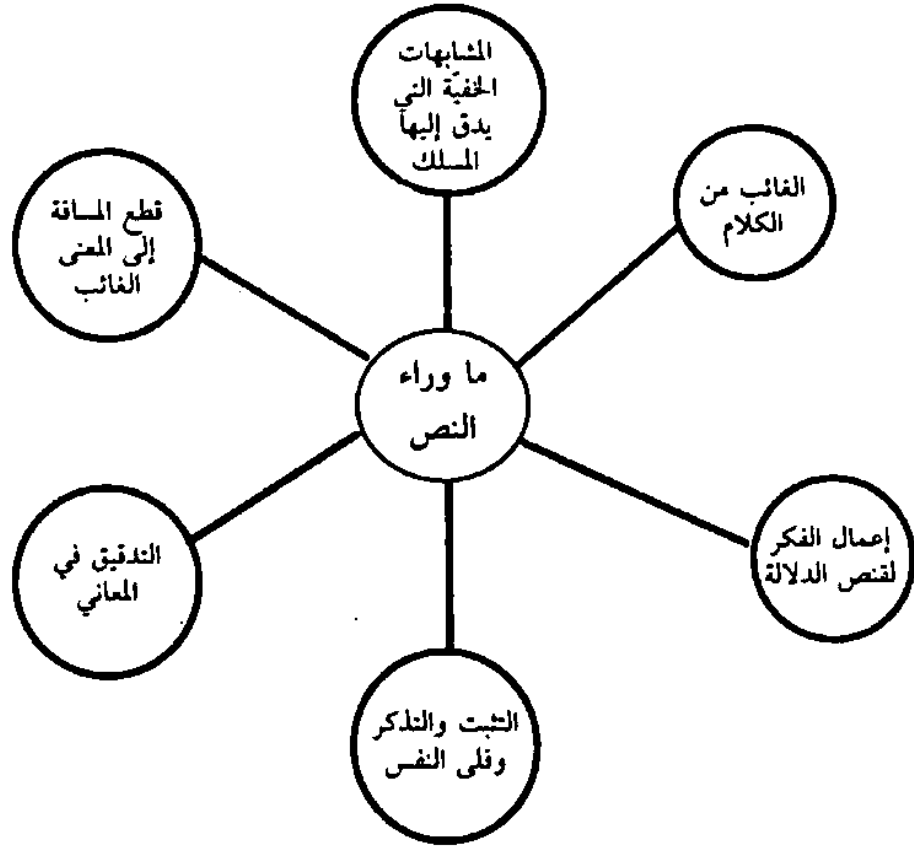 المشابهات
الخفيّة التي
يدق إليها
المسلك
الغائب من
الكلام
قطع المسافة
إلى المعنى
الغائب
ما وراء
النص
إعمال الفكر
لقنص الدلالة
التدقيق في
المعاني
التثبت والتذكر
وفلى النفس